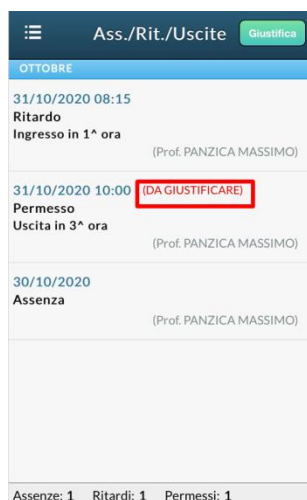 Ass./Rit./Uscite Giustifica
OTTOBRE
31/10/2020 08:15
Ritardo
Ingresso in 1^ ora
(Prof. PANZICA MASSIMO)
31/10/2020 10:00 (DA GIUSTIFICARE)
Permesso
Uscita in 3^ ora
(Prof. PANZICA MASSIMO)
30/10/2020
Assenza
(Prof. PANZICA MASSIMO)
Assenze: 1 Ritardi: 1 Permessi: 1